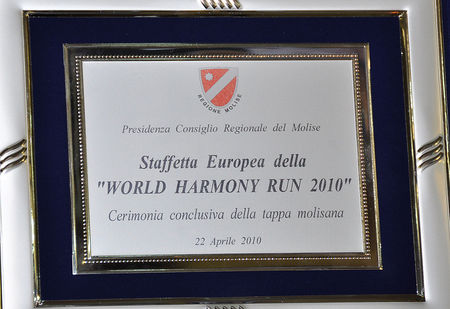 REGIONE MOLISE
Presidenza Consiglio Regionale del Molise
Staffetta Europea della
"WORLD HARMONY RUN 2010"
Cerimonia conclusiva della tappa molisana
22 Aprile 2010